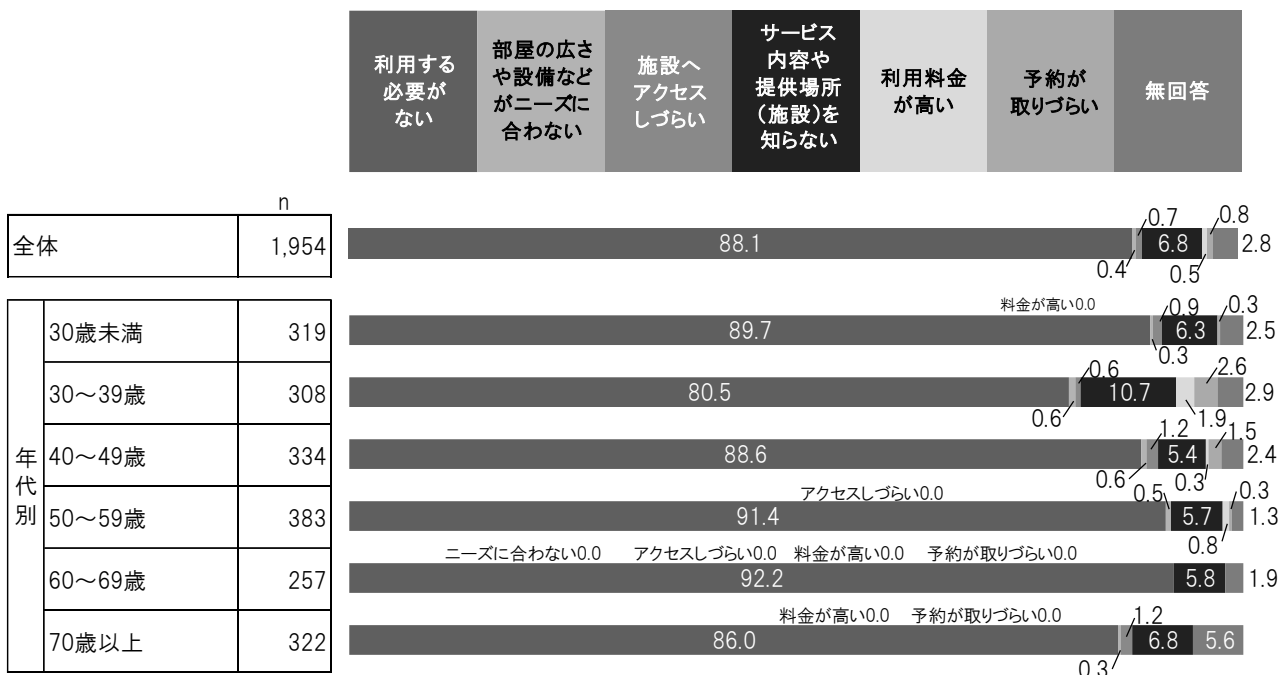 利用する
必要が
ない
部屋の広さ
や設備など
がニーズに
合わない
施設へ
アクセス
しづらい
サービス
内容や
提供場所
(施設)を
知らない
利用料金
が高い
予約が
取りづらい
無回答
n
全体 1,954
88.1 0.4 0.7 6.8 0.5 0.8 2.8
年代別
30歳未満 319
料金が高い0.0
89.7 0.3 0.9 6.3 0.3 2.5
30～39歳 308
80.5 0.6 0.6 10.7 1.9 2.6 2.9
40～49歳 334
88.6 0.6 1.2 5.4 0.3 1.5 2.4
50～59歳 383
アクセスしづらい0.0
91.4 0.5 5.7 0.8 0.3 1.3
60～69歳 257
ニーズに合わない0.0 アクセスしづらい0.0 料金が高い0.0 予約が取りづらい0.0
92.2 5.8 1.9
70歳以上 322
料金が高い0.0 予約が取りづらい0.0
86.0 0.3 1.2 6.8 5.6